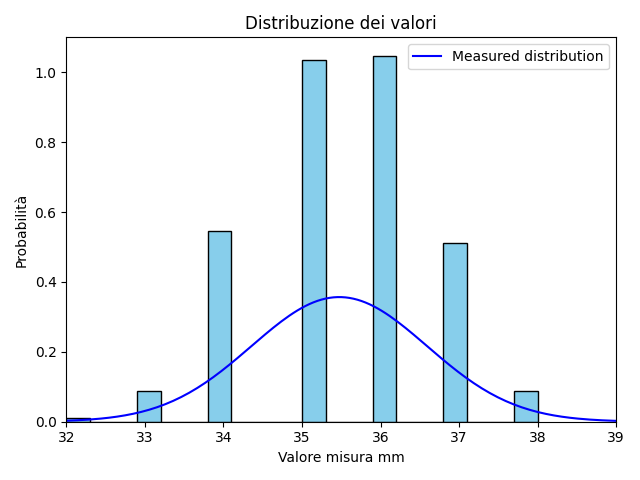 Distribuzione dei valori
Measured distribution
Probabilità
1.0
0.8
0.6
0.4
0.2
0.0
32 33 34 35 36 37 38 39
Valore misura mm